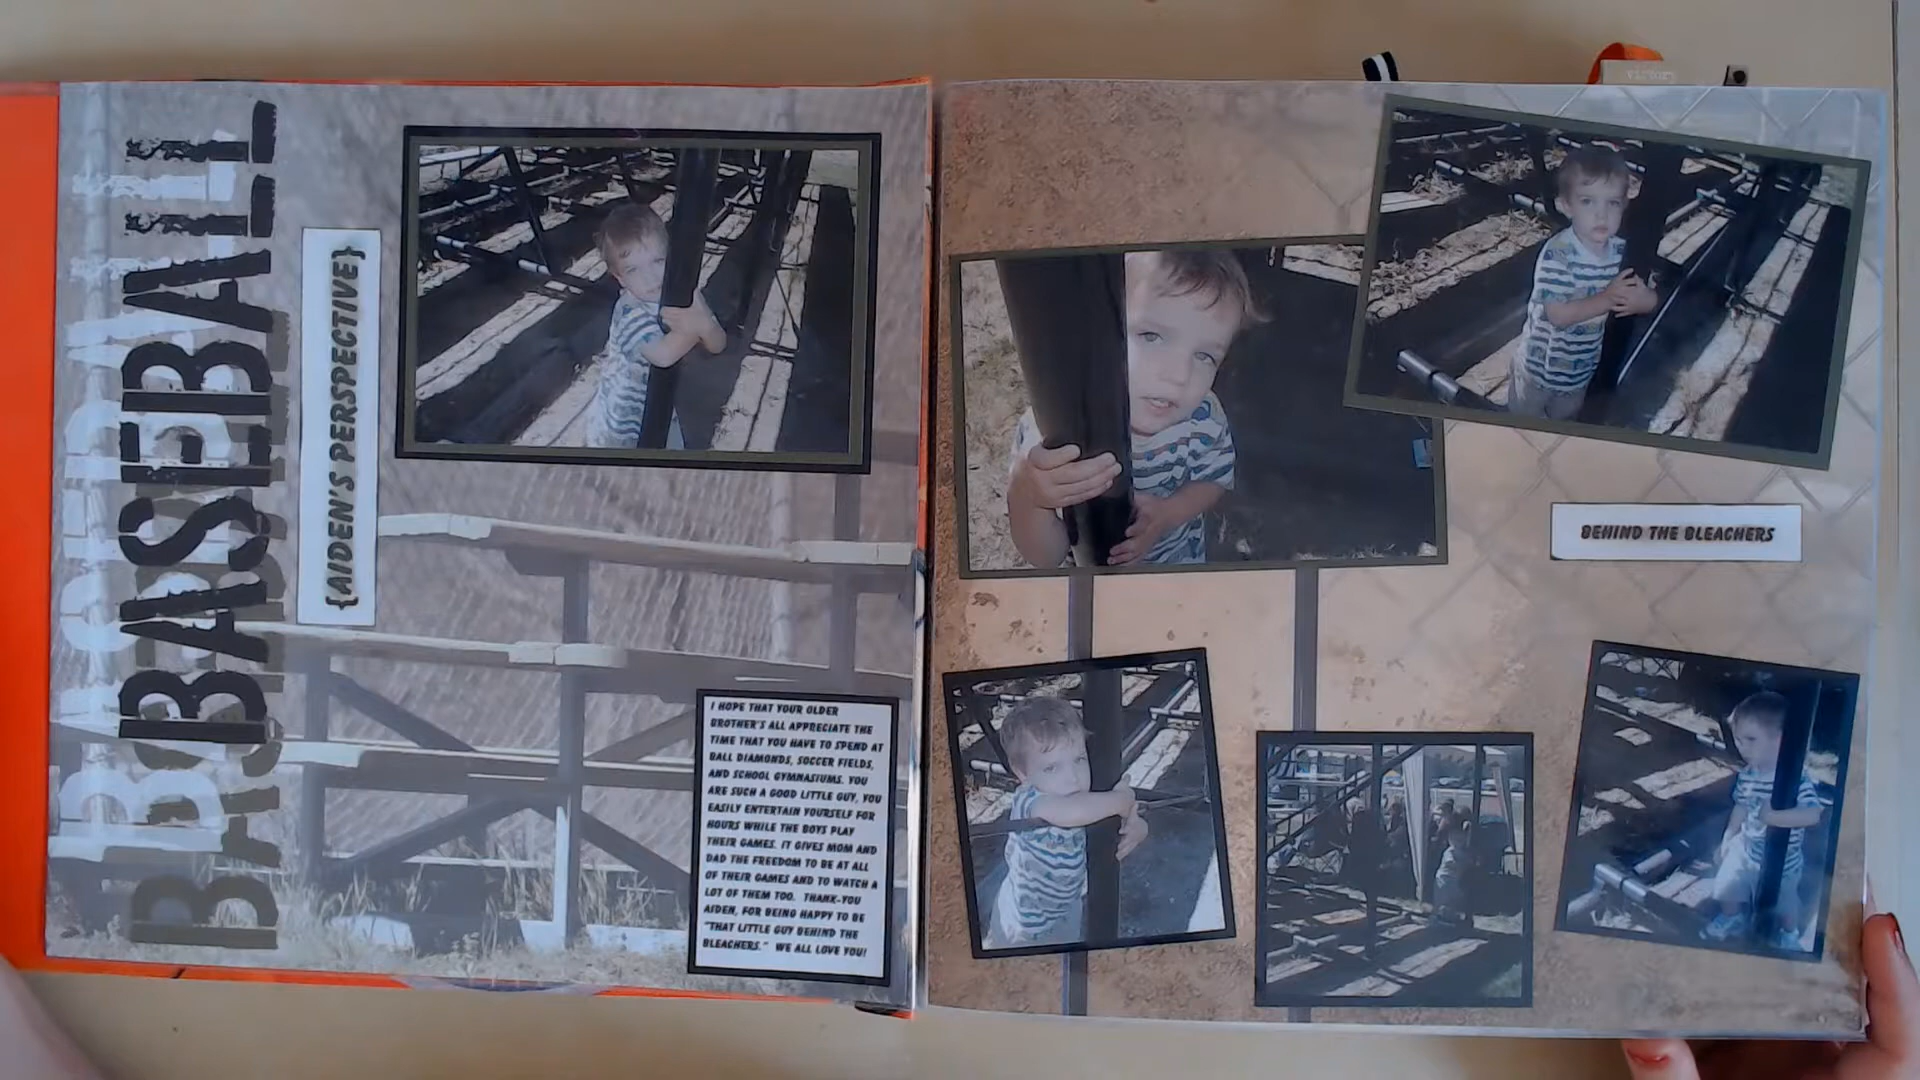 BASEBALL
{AIDEN'S PERSPECTIVE}
I HOPE THAT YOUR OLDER
BROTHER'S ALL APPRECIATE THE
TIME THAT YOU HAVE TO SPEND AT
BALL DIAMONDS, SOCCER FIELDS,
AND SCHOOL GYMNASIUMS. YOU
ARE SUCH A GOOD LITTLE GUY, YOU
EASILY ENTERTAIN YOURSELF FOR
HOURS WHILE THE BOYS PLAY
THEIR GAMES. IT GIVES MOM AND
DAD THE FREEDOM TO BE AT ALL
OF THEIR GAMES AND TO WATCH A
LOT OF THEM TOO. THANK-YOU
AIDEN, FOR BEING HAPPY TO BE
"THAT LITTLE GUY BEHIND THE
BLEACHERS." WE ALL LOVE YOU!
victory
BEHIND THE BLEACHERS